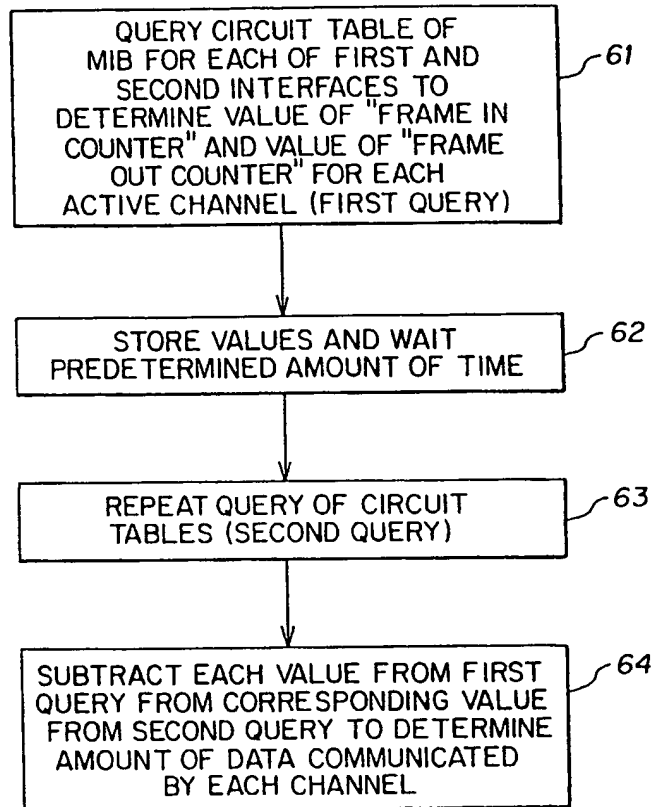 QUERY CIRCUIT TABLE OF
MIB FOR EACH OF FIRST AND
SECOND INTERFACES TO
DETERMINE VALUE OF "FRAME IN
COUNTER" AND VALUE OF "FRAME
OUT COUNTER" FOR EACH
ACTIVE CHANNEL (FIRST QUERY)
61
STORE VALUES AND WAIT
PREDETERMINED AMOUNT OF TIME
62
REPEAT QUERY OF CIRCUIT
TABLES (SECOND QUERY)
63
SUBTRACT EACH VALUE FROM FIRST
QUERY FROM CORRESPONDING VALUE
FROM SECOND QUERY TO DETERMINE
AMOUNT OF DATA COMMUNICATED
BY EACH CHANNEL
64